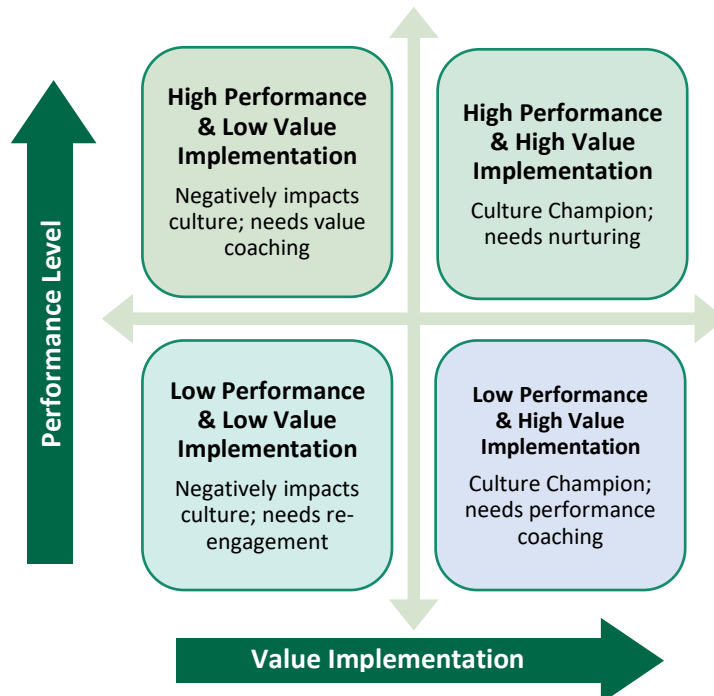 High Performance
& Low Value
Implementation
Negatively impacts
culture; needs value
coaching
High Performance
& High Value
Implementation
Culture Champion;
needs nurturing
Performance Level
Low Performance
& Low Value
Implementation
Negatively impacts
culture; needs re-
engagement
Low Performance
& High Value
Implementation
Culture Champion;
needs performance
coaching
Value Implementation